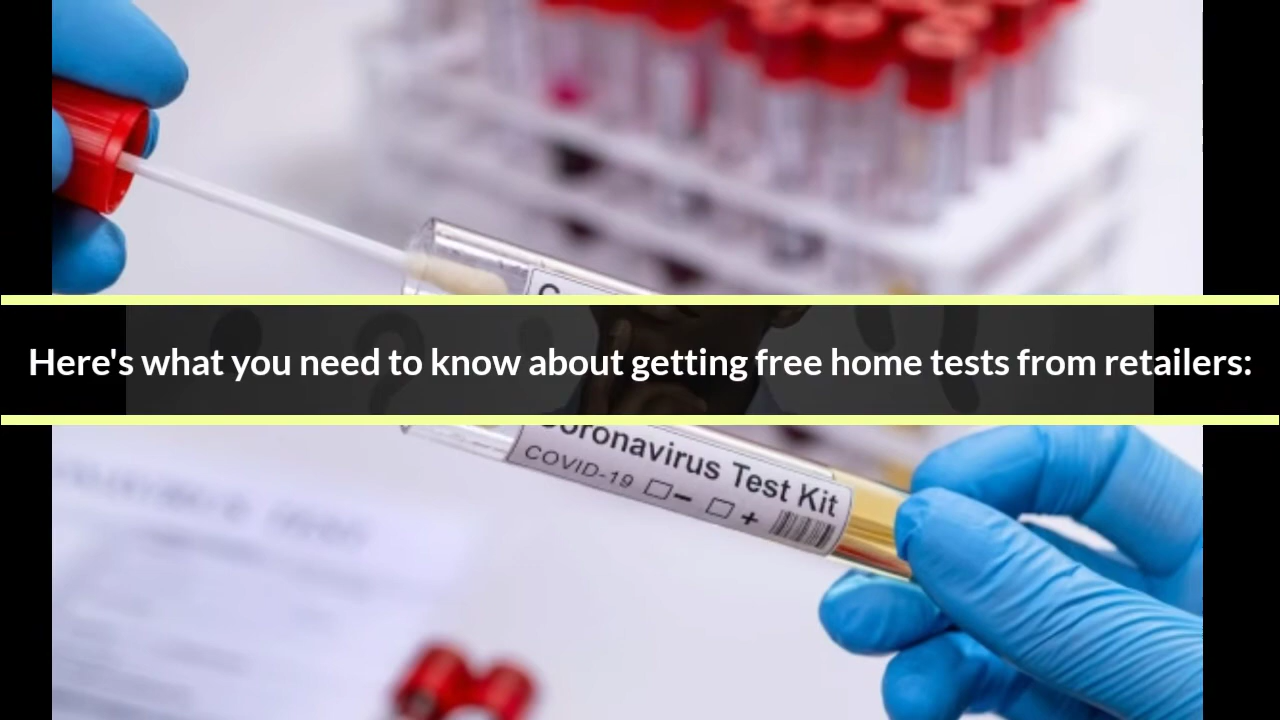 Here's what you need to know about getting free home tests from retailers:
Coronavirus Test Kit
COVID-19 - +